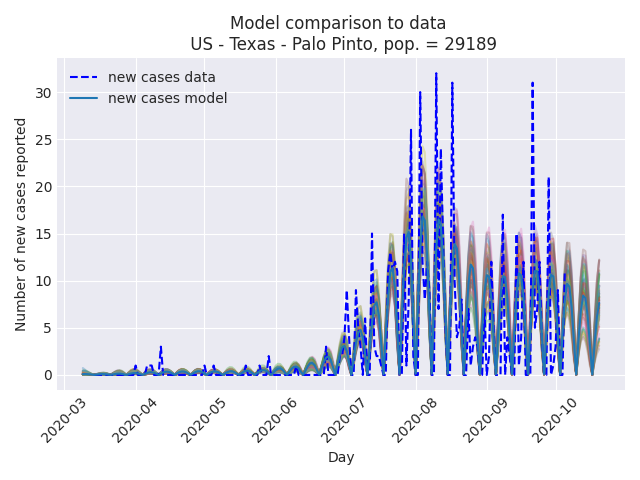 Model comparison to data
US - Texas - Palo Pinto, pop. = 29189
new cases data
new cases model
Number of new cases reported
30
25
20
15
10
5
0
2020-03
2020-04
2020-05
2020-06
2020-07
2020-08
2020-09
2020-10
Day